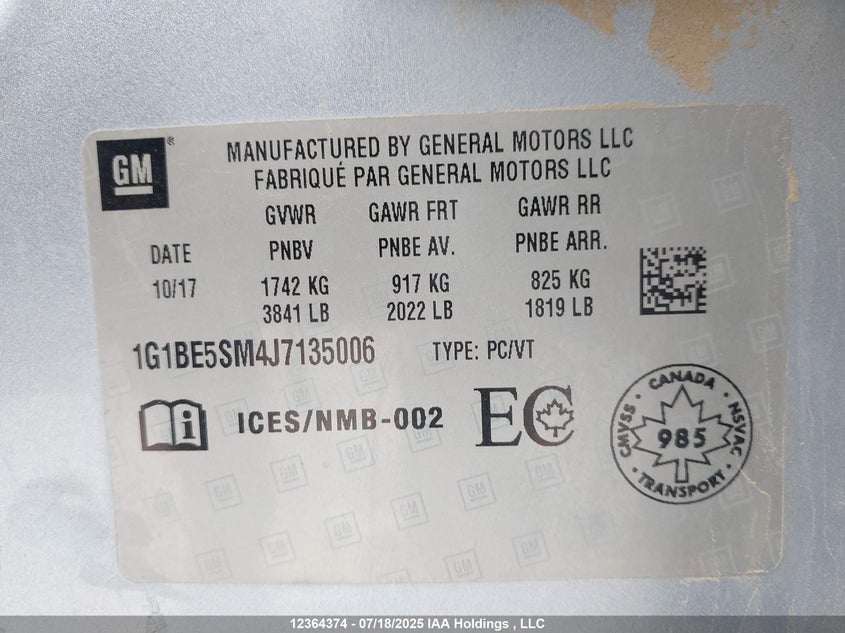 GM ® MANUFACTURED BY GENERAL MOTORS LLC
FABRIQUÉ PAR GENERAL MOTORS LLC
GVWR GAWR FRT GAWR RR
DATE PNBV PNBE AV. PNBE ARR.
10/17 1742 KG 917 KG 825 KG
3841 LB 2022 LB 1819 LB
1G1BE5SM4J7135006 TYPE: PC/VT
i ICES/NMB-002 EC
CANADA
CMVSS 985 NSVAC
TRANSPORT
12364374 - 07/18/2025 IAA Holdings , LLC